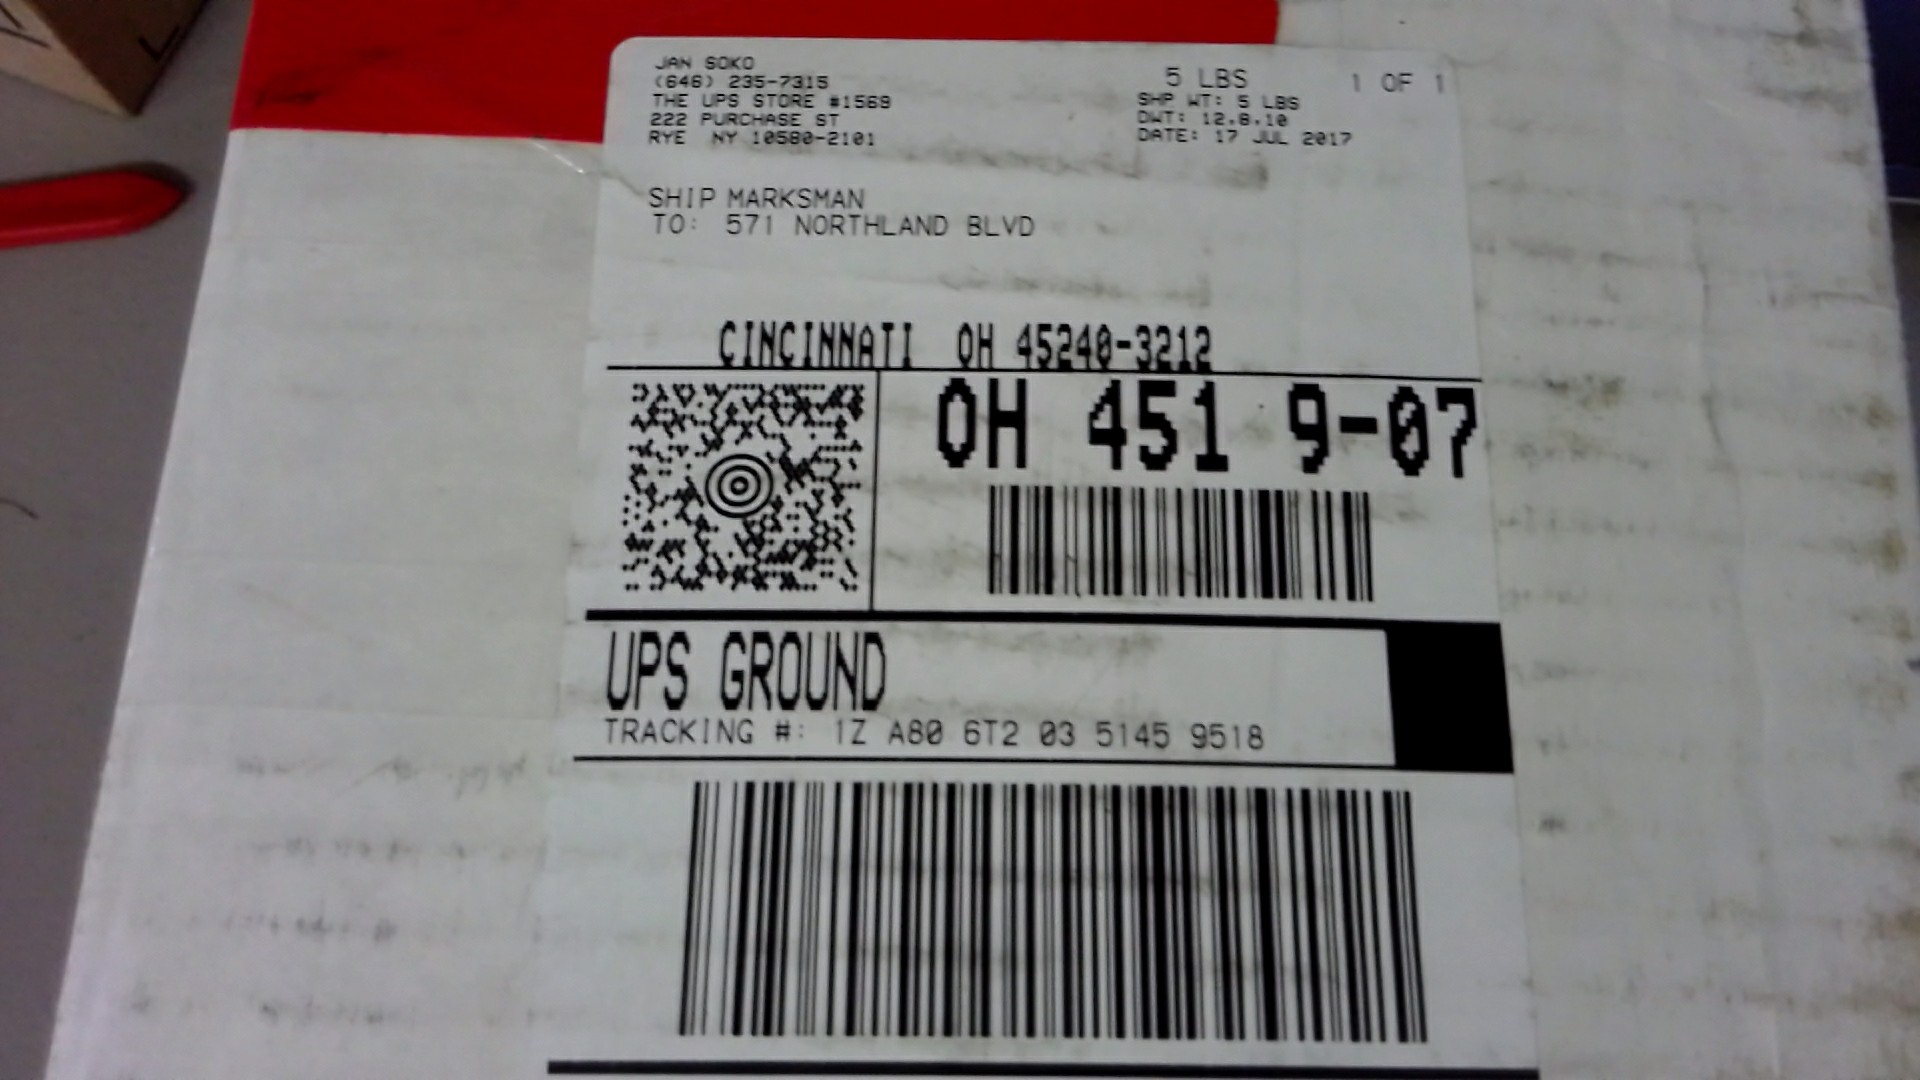 JAN SOKO
(646) 235-7315
THE UPS STORE #1569
222 PURCHASE ST
RYE NY 10580-2101
5 LBS 1 OF 1
SHP WT: 5 LBS
DWT: 12,8,10
DATE: 17 JUL 2017
SHIP MARKSMAN
TO: 571 NORTHLAND BLVD
CINCINNATI OH 45240-3212
OH 451 9-07
UPS GROUND
TRACKING #: 1Z A80 6T2 03 5145 9518